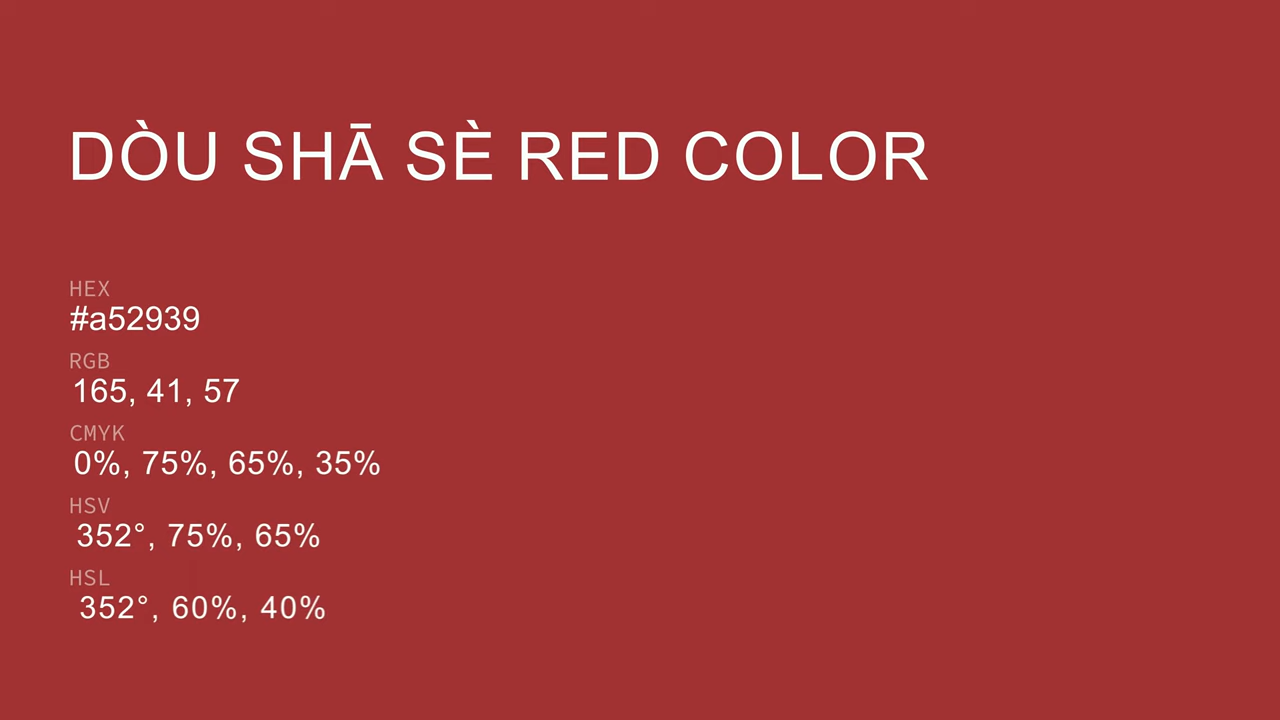 DÒU SHĀ SÈ RED COLOR
HEX
#a52939
RGB
165, 41, 57
CMYK
0%, 75%, 65%, 35%
HSV
352°, 75%, 65%
HSL
352°, 60%, 40%